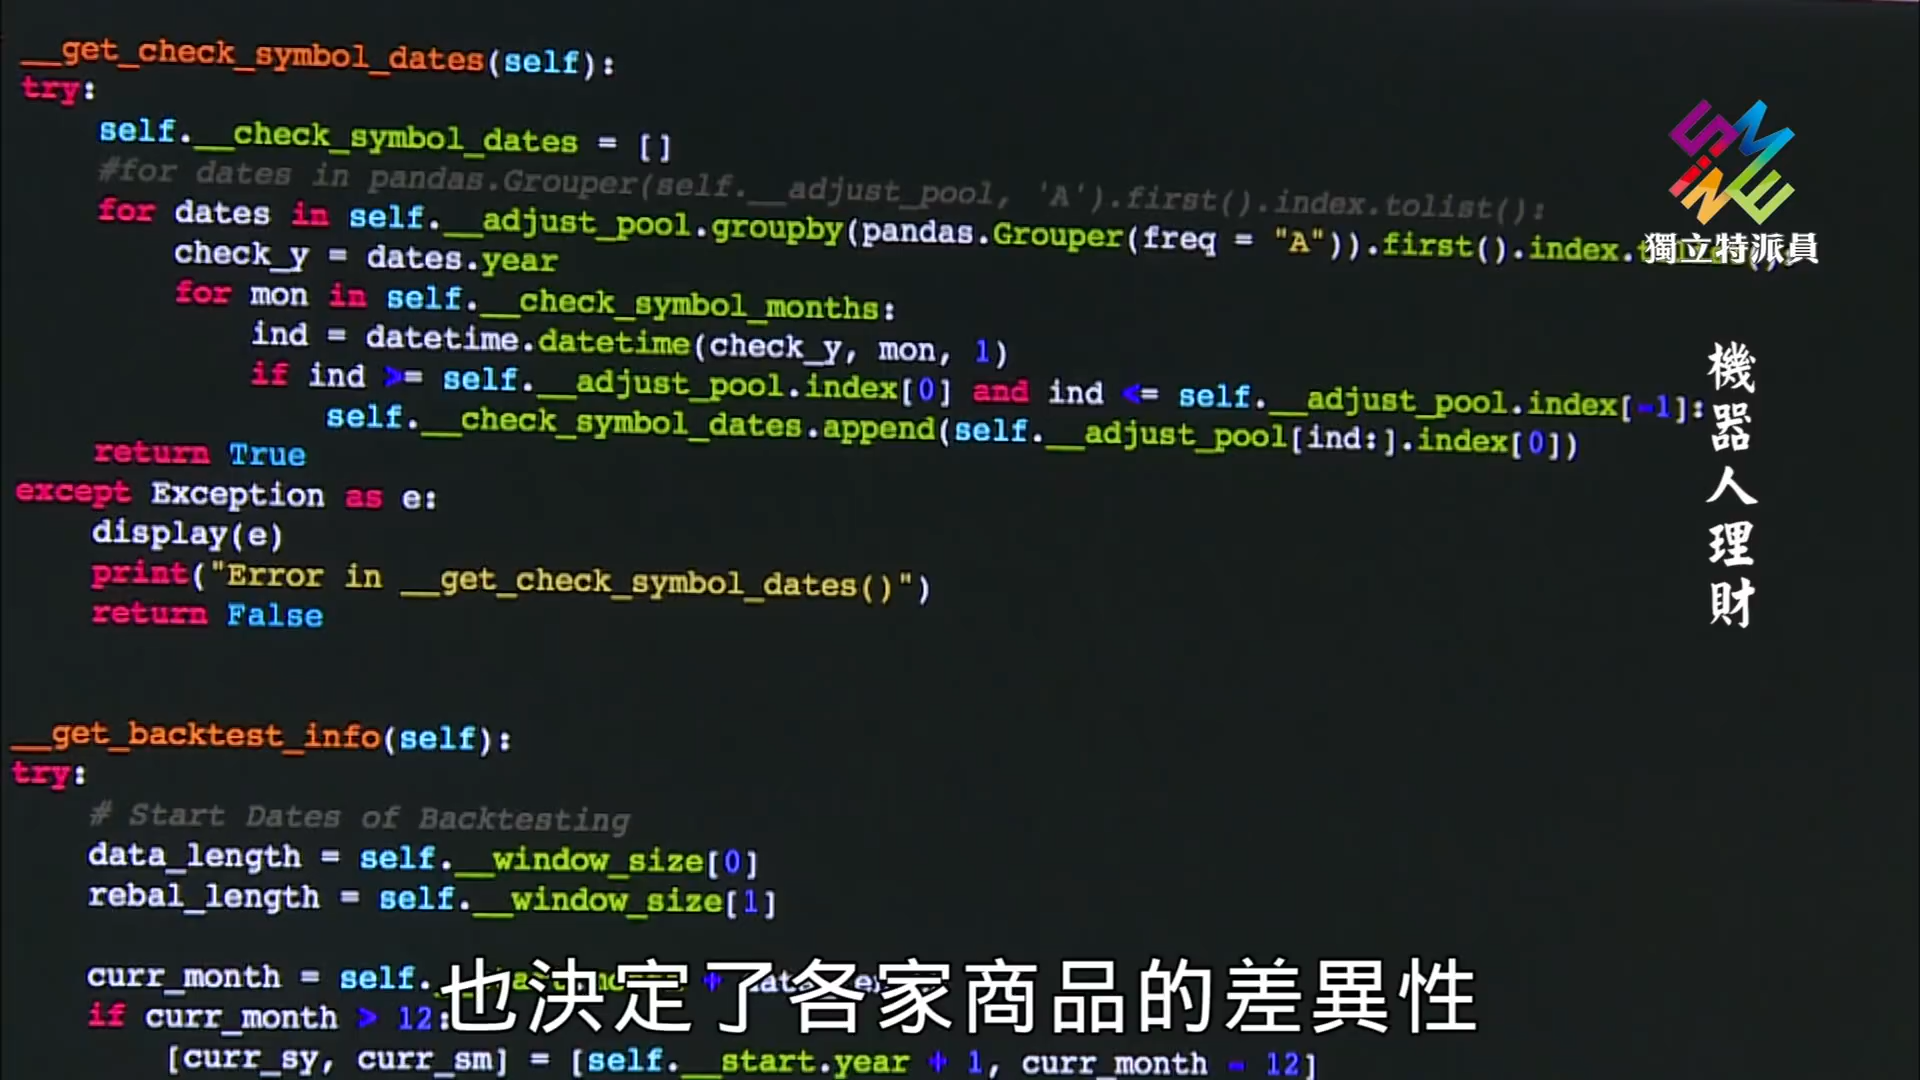 __get_check_symbol_dates(self):
try:
self.__check_symbol_dates = []
#for dates in pandas.Grouper(self.__adjust_pool, 'A').first().index.tolist():
for dates in self.__adjust_pool.groupby(pandas.Grouper(freq = "A")).first().index.
check_y = dates.year
for mon in self.__check_symbol_months:
ind = datetime.datetime(check_y, mon, 1)
if ind >= self.__adjust_pool.index[0] and ind <= self.__adjust_pool.index[-1]:
self.__check_symbol_dates.append(self.__adjust_pool[ind:].index[0])
return True
except Exception as e:
display(e)
print("Error in __get_check_symbol_dates()")
return False
__get_backtest_info(self):
try:
# Start Dates of Backtesting
data_length = self.__window_size[0]
rebal_length = self.__window_size[1]
curr_month = self.
if curr_month > 12:
[curr_sy, curr_sm] = [self.__start.year + 1, curr_month - 12]
SMINE
獨立特派員
機器人理財
也決定了各家商品的差異性